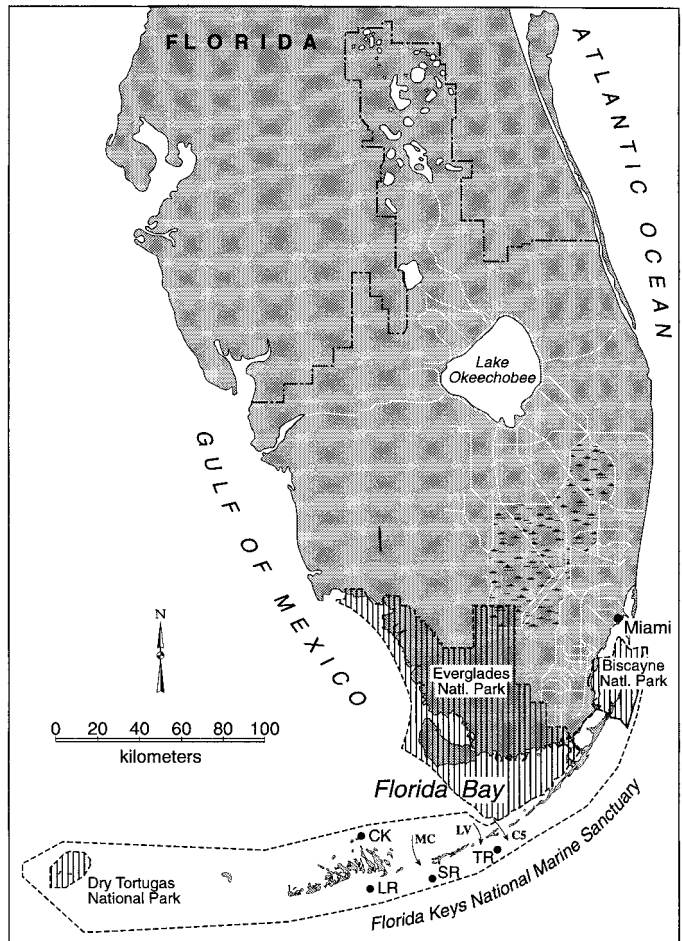 FLORIDA
ATLANTIC OCEAN
Lake
Okeechobee
GULF OF MEXICO
N
Miami
Biscayne
Natl. Park
Everglades
Natl. Park
0 20 40 60 80 100
kilometers
Florida Bay
CK
MC
LV
C5
TR
SR
LR
Dry Tortugas
National Park
Florida Keys National Marine Sanctuary